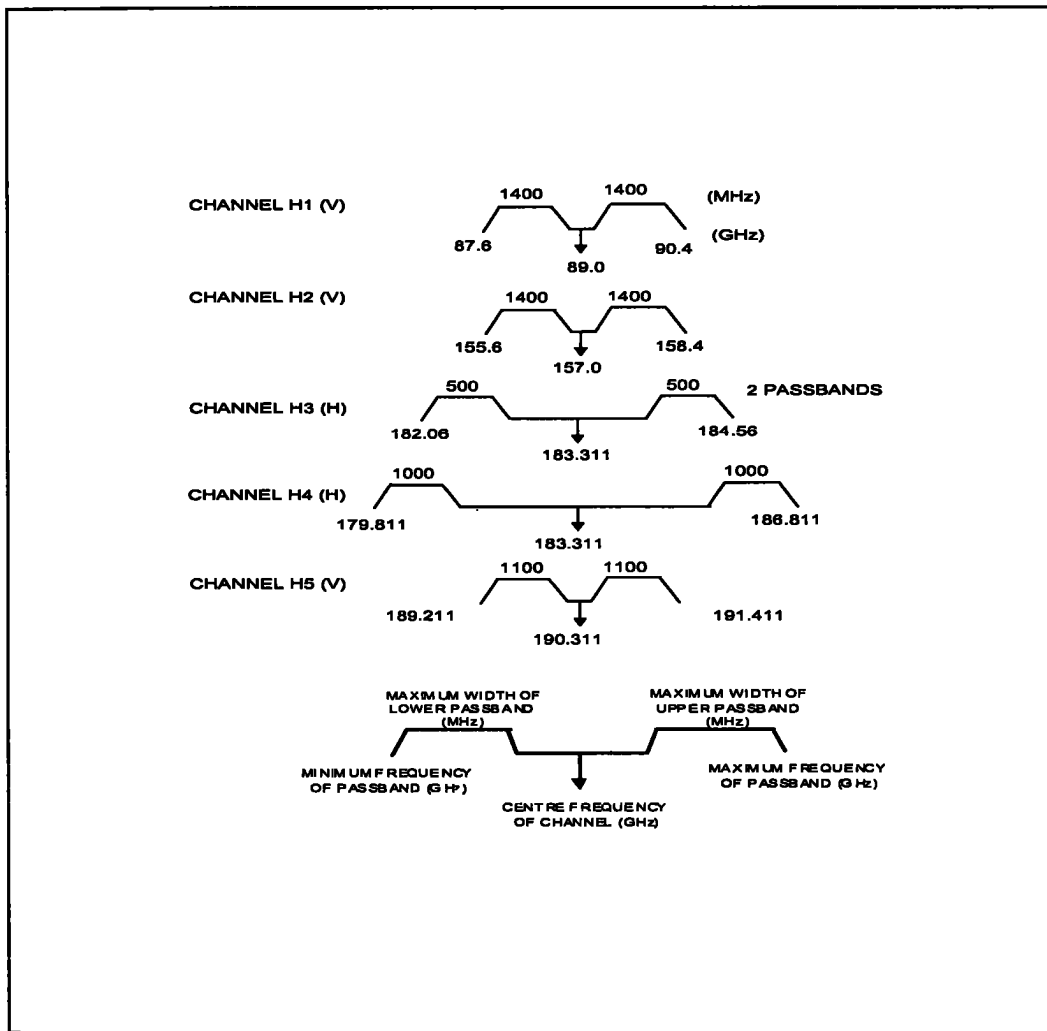 CHANNEL H1 (V)
1400 1400 (MHz)
87.6 90.4 (GHz)
89.0
CHANNEL H2 (V)
1400 1400
155.6 158.4
157.0
CHANNEL H3 (H)
500 500 2 PASSBANDS
182.06 184.56
183.311
CHANNEL H4 (H)
1000 1000
179.811 186.811
183.311
CHANNEL H5 (V)
1100 1100
189.211 191.411
190.311
MAXIMUM WIDTH OF
LOWER PASSBAND
(MHz)
MAXIMUM WIDTH OF
UPPER PASSBAND
(MHz)
MINIMUM FREQUENCY
OF PASSBAND (GHz)
MAXIMUM FREQUENCY
OF PASSBAND (GHz)
CENTRE FREQUENCY
OF CHANNEL (GHz)